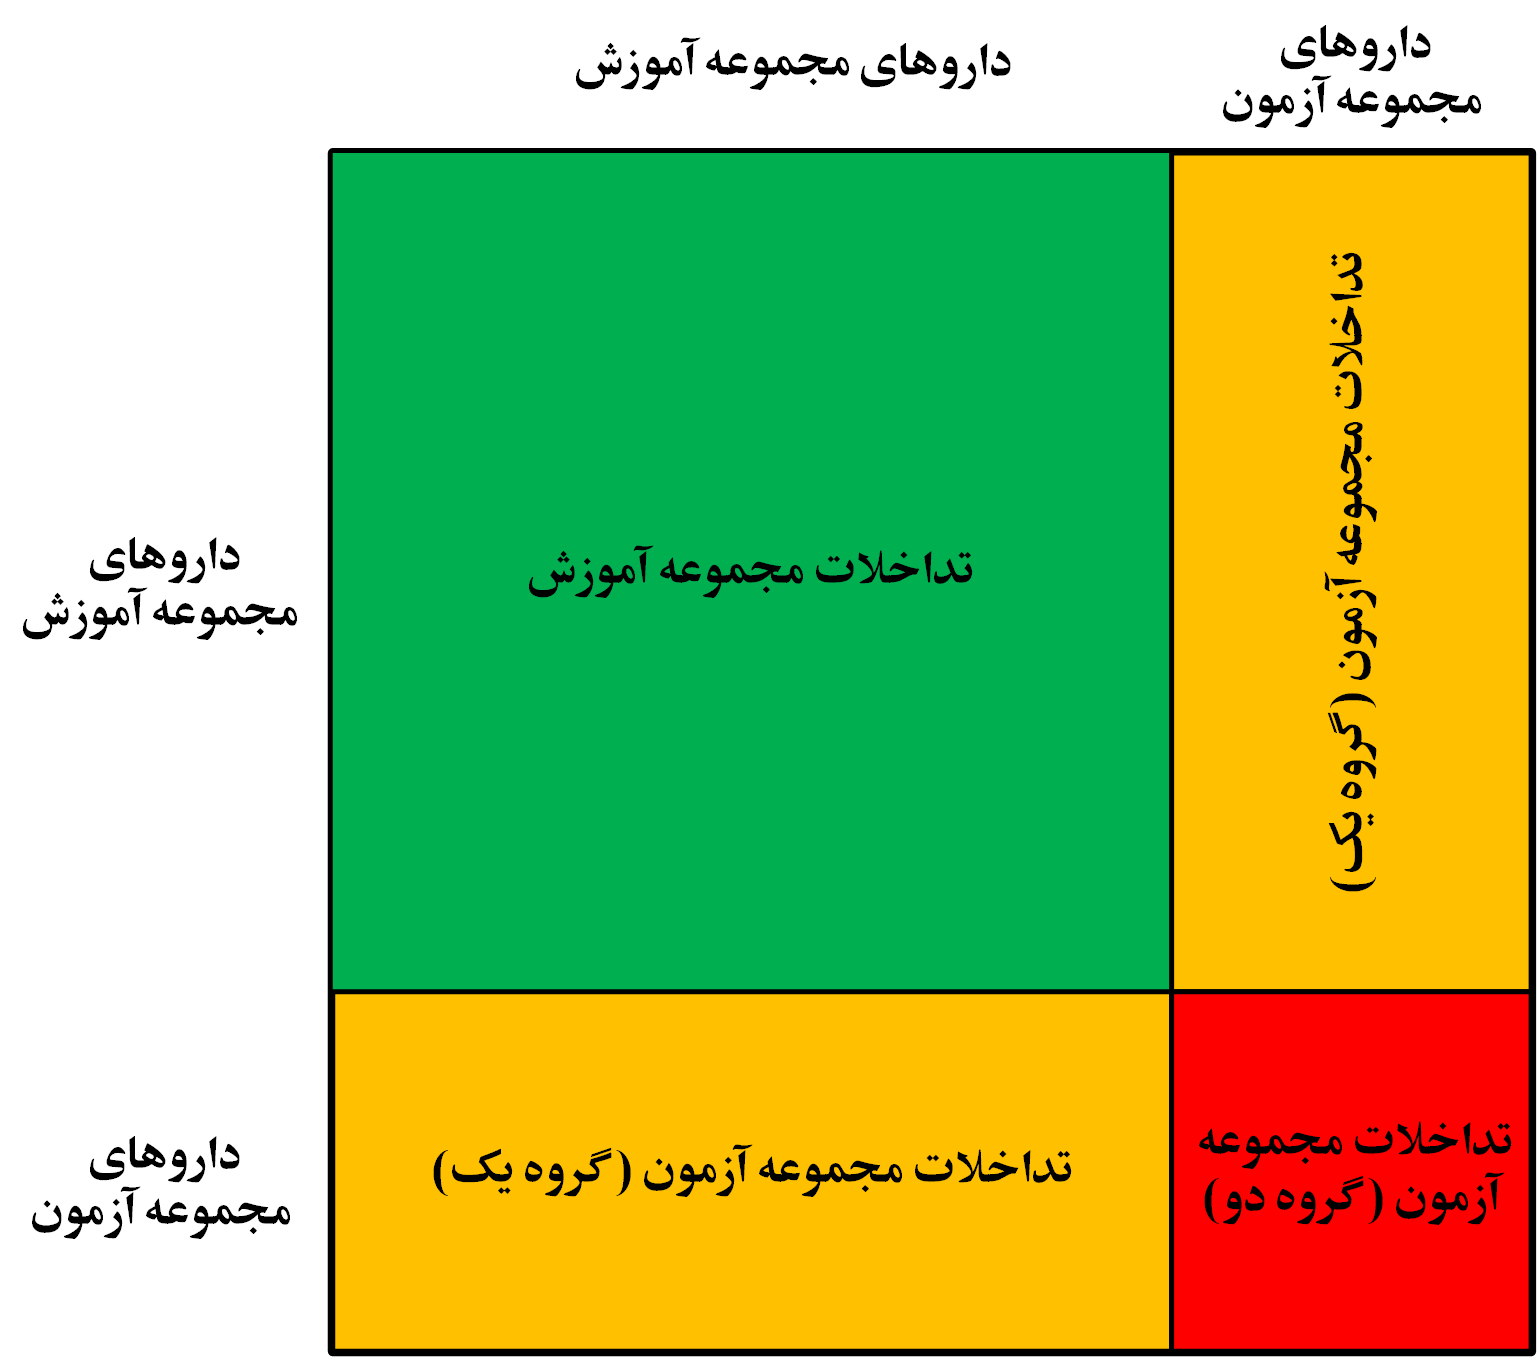 داروهای مجموعه آموزش
داروهای
مجموعه آزمون
داروهای
مجموعه آموزش
تداخلات مجموعه آموزش
تداخلات مجموعه آزمون (گروه یک)
داروهای
مجموعه آزمون
تداخلات مجموعه آزمون (گروه یک)
تداخلات مجموعه
آزمون (گروه دو)